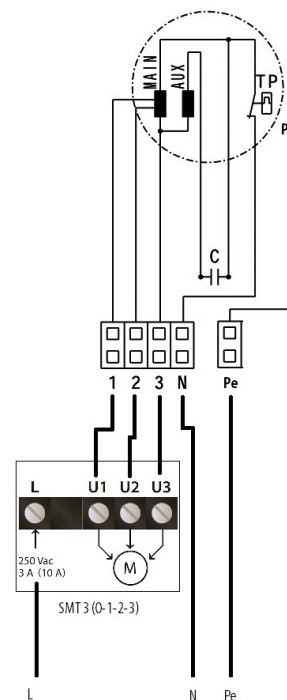 MAIN
AUX
TP
P
C
1 2 3 N Pe
L U1 U2 U3
250 Vac
3 A (10 A)
M
SMT3 (0-1-2-3)
L N Pe